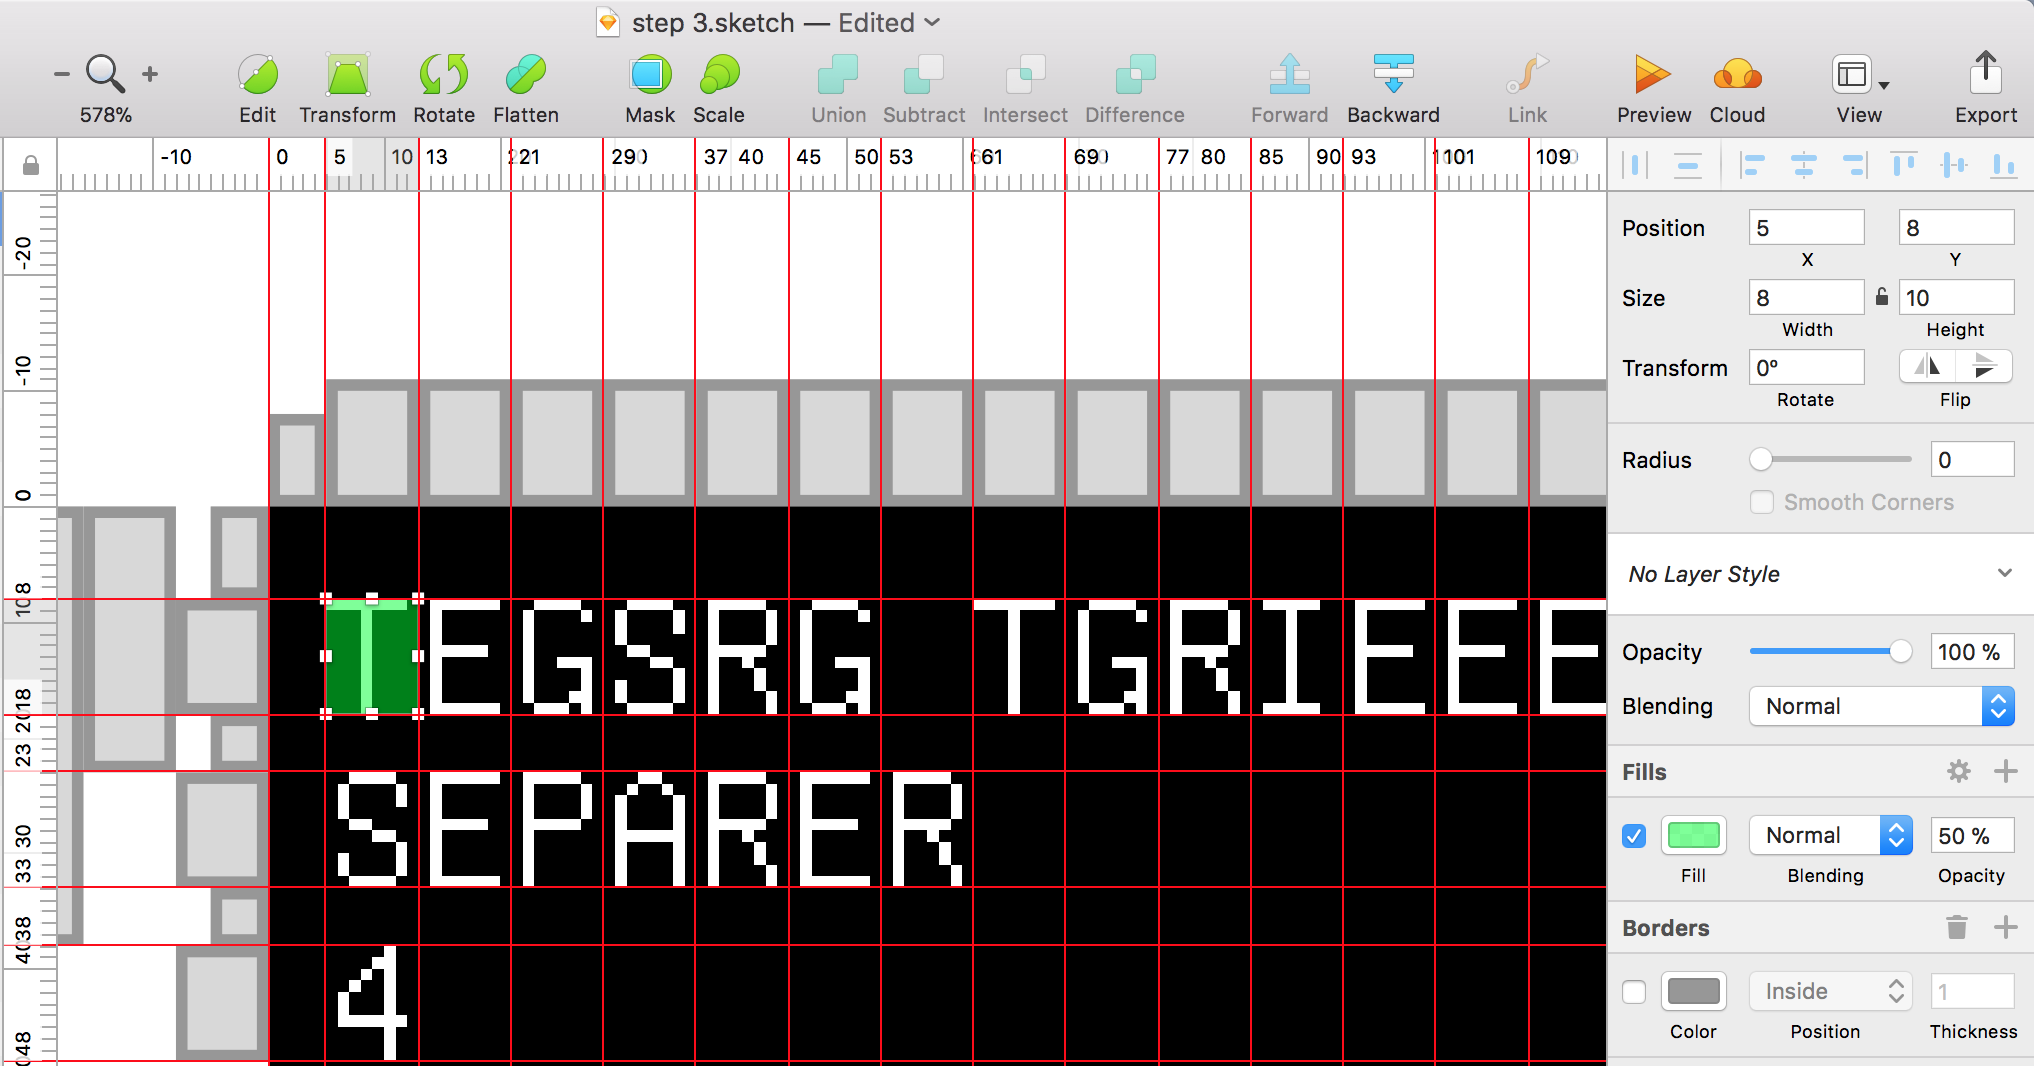 step 3.sketch — Edited
578%
Edit Transform Rotate Flatten Mask Scale Union Subtract Intersect Difference Forward Backward Link Preview Cloud View Export
-10 0 5 10 13 21 29 37 40 45 50 53 61 69 77 80 85 90 93 101 109
-20
-10
0
8
18
23
30
33
38
48
TEGSRG TGRIEEE
SEPARER
4
Position 5 8
X Y
Size 8 10
Width Height
Transform 0°
Rotate Flip
Radius 0
Smooth Corners
No Layer Style
Opacity 100 %
Blending Normal
Fills
Normal 50 %
Fill Blending Opacity
Borders
Inside 1
Color Position Thickness